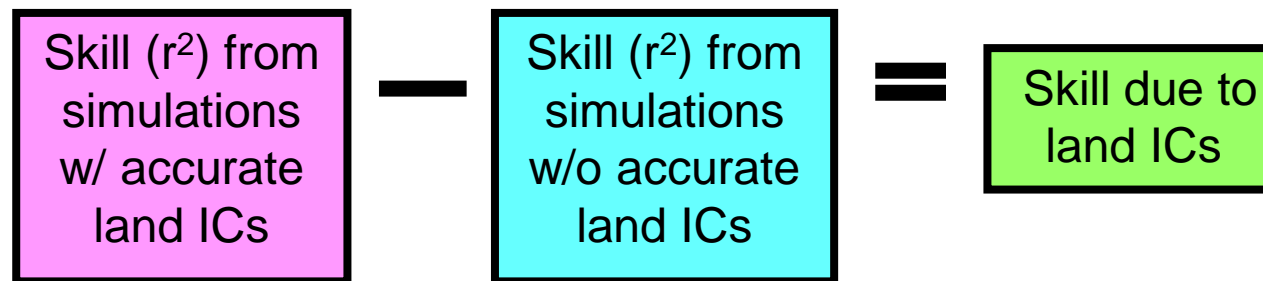 Skill (r²) from
simulations
w/ accurate
land ICs
—
Skill (r²) from
simulations
w/o accurate
land ICs
=
Skill due to
land ICs